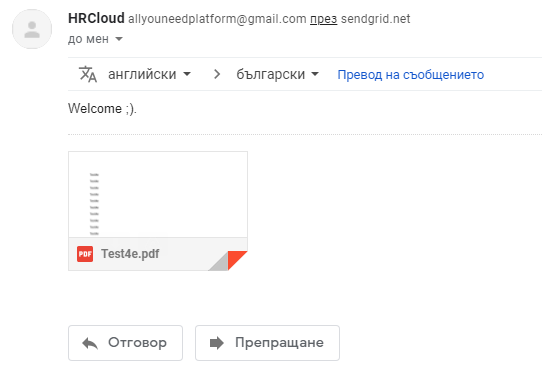 HRCloud allyouneedplatform@gmail.com през sendgrid.net
до мен
английски > български Превод на съобщението
Welcome ;).
PDF Test4e.pdf
Отговор Препращане